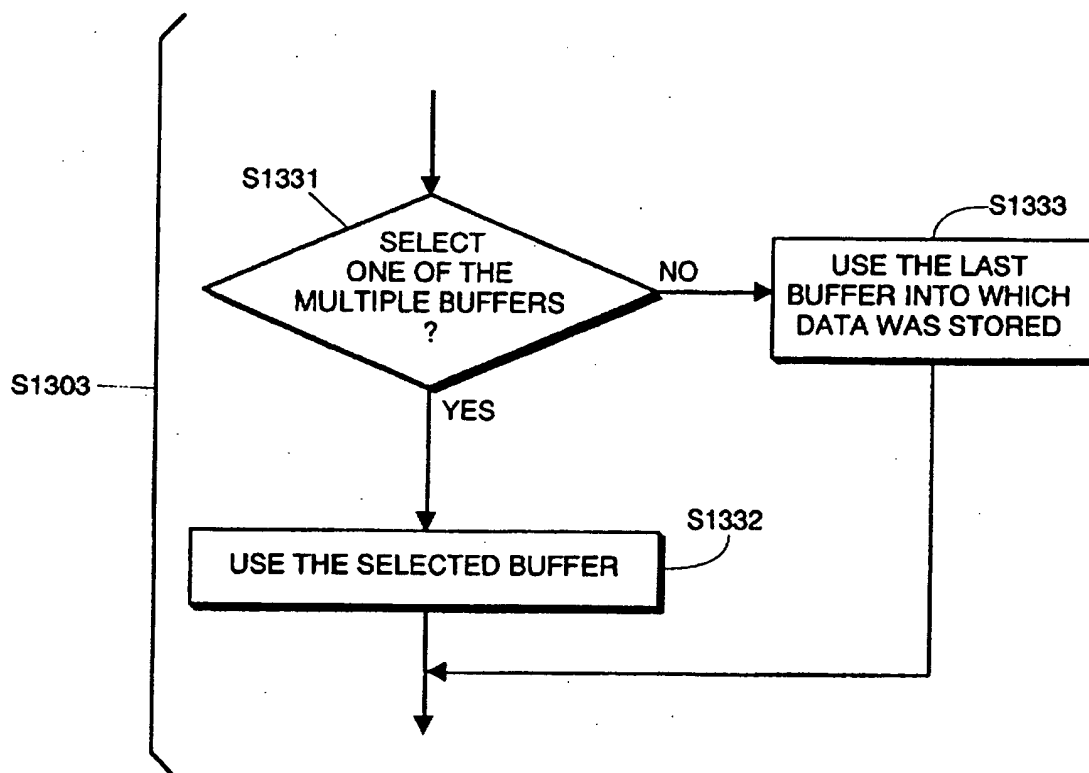 S1331
SELECT
ONE OF THE
MULTIPLE BUFFERS
?
NO
S1333
USE THE LAST
BUFFER INTO WHICH
DATA WAS STORED
S1303
YES
S1332
USE THE SELECTED BUFFER